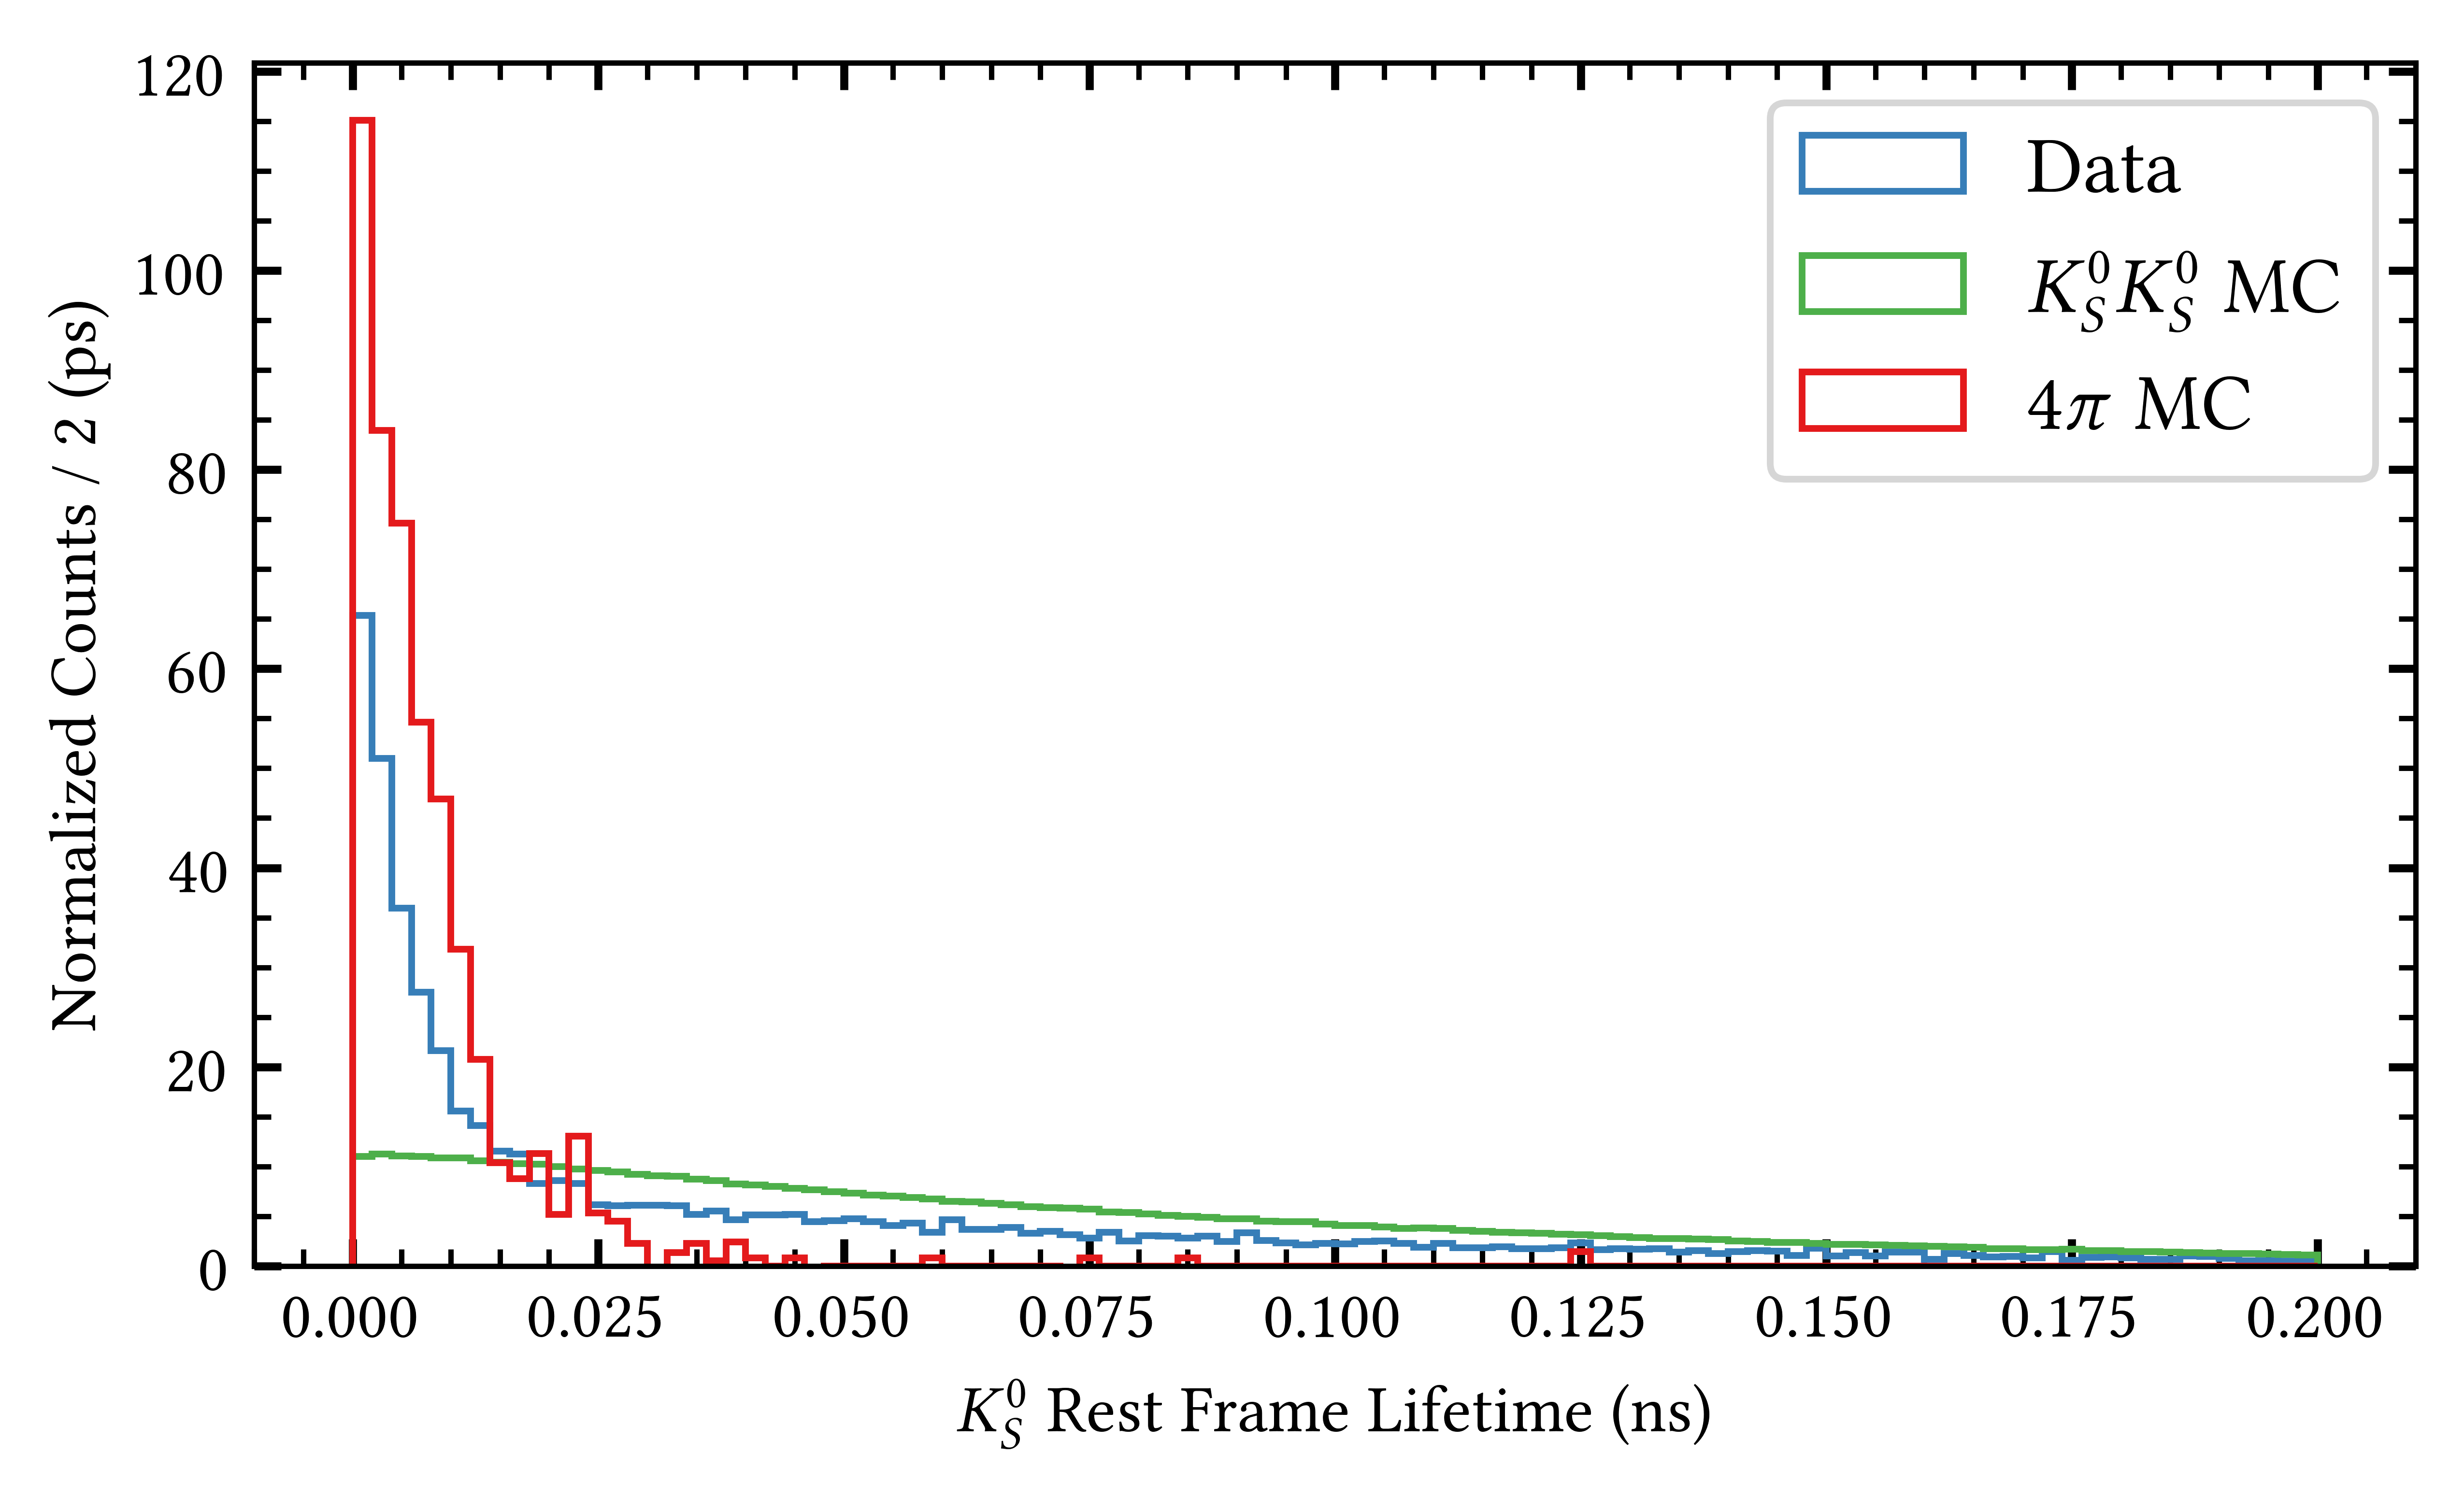 120
100
80
60
40
20
0
Normalized Counts / 2 (ps)
Data
$K_S^0 K_S^0$ MC
4π MC
0.000 0.025 0.050 0.075 0.100 0.125 0.150 0.175 0.200
$K_S^0$ Rest Frame Lifetime (ns)